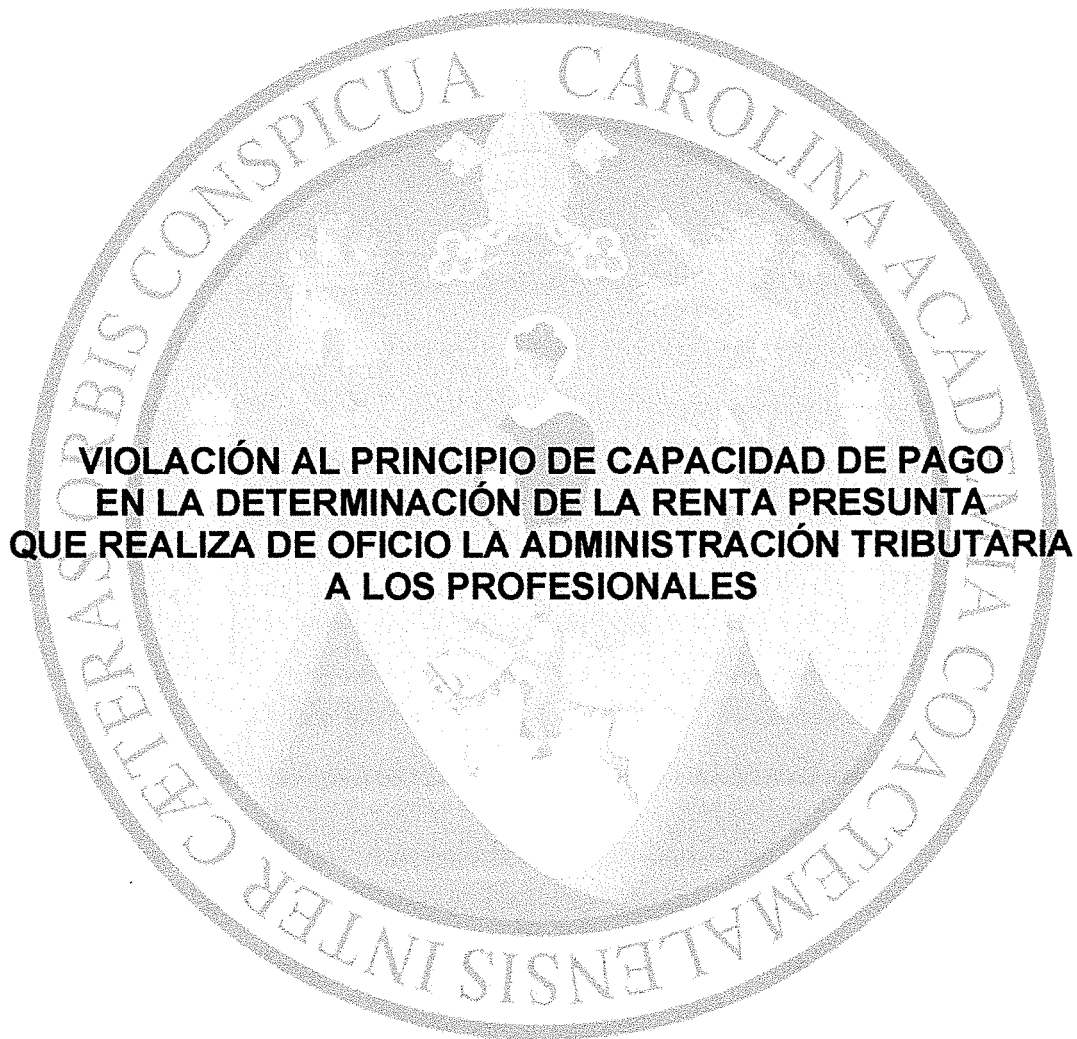 CAROLINA ACADEMIA COACTEMALENSIS INTER CÆTERAS ORBIS CONSPICUA
VIOLACIÓN AL PRINCIPIO DE CAPACIDAD DE PAGO
EN LA DETERMINACIÓN DE LA RENTA PRESUNTA
QUE REALIZA DE OFICIO LA ADMINISTRACIÓN TRIBUTARIA
A LOS PROFESIONALES